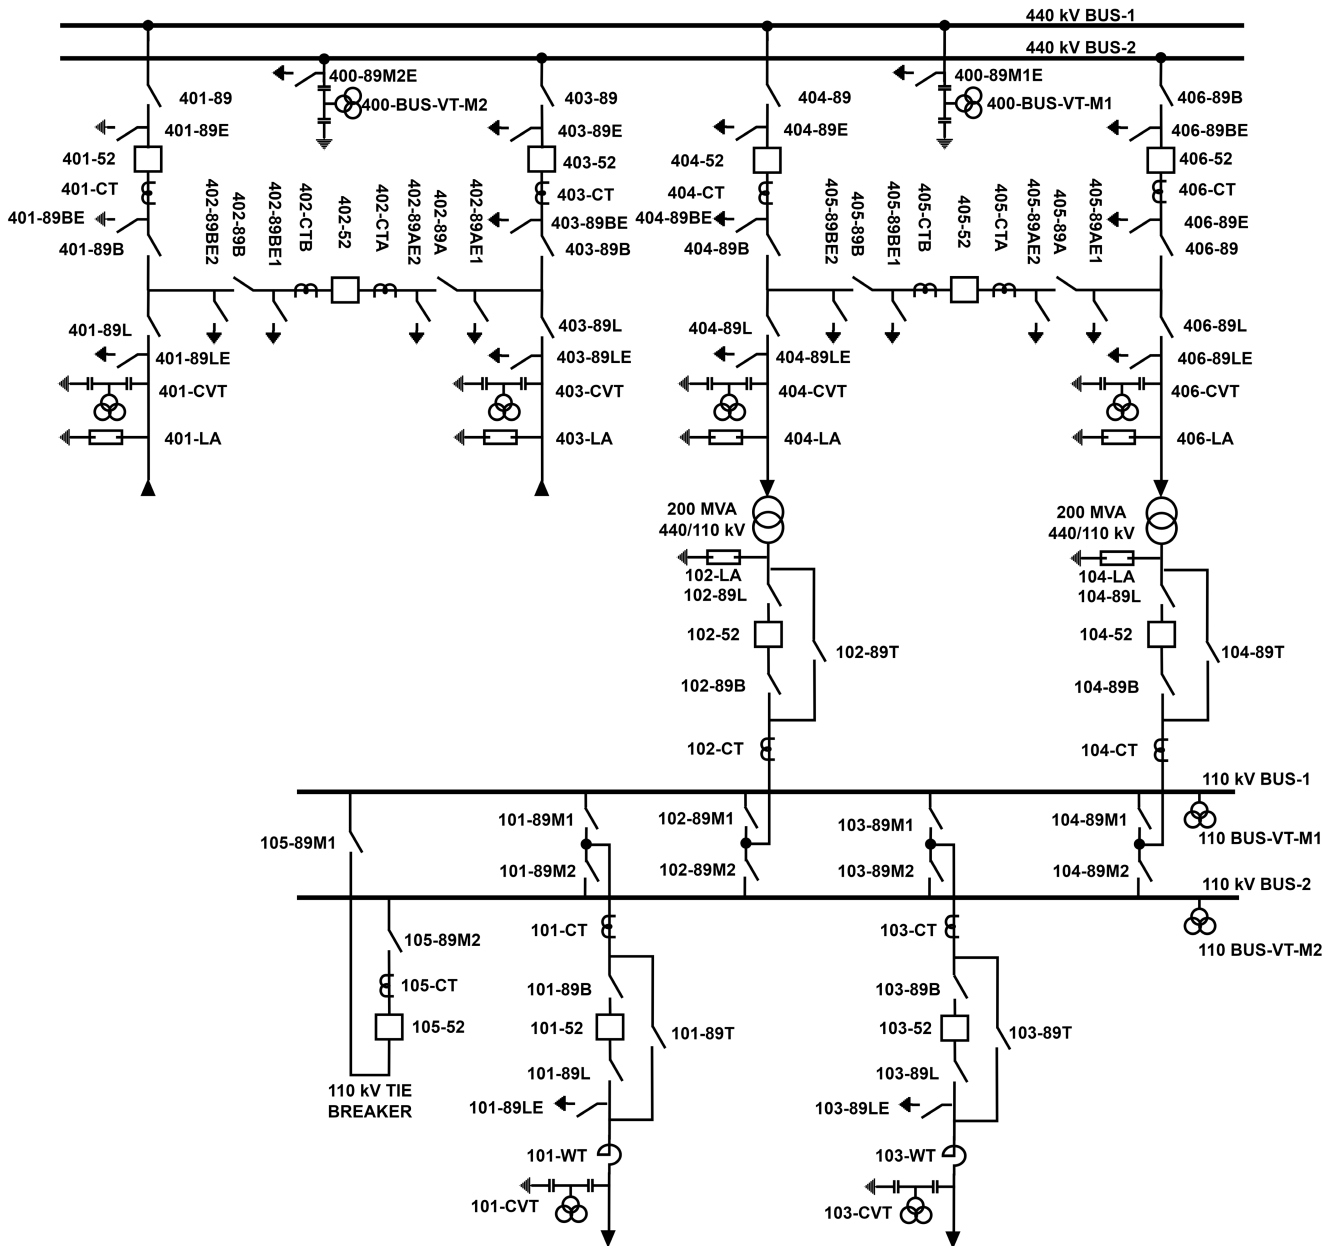 440 kV BUS-1
440 kV BUS-2
400-89M2E
400-89M1E
401-89
400-BUS-VT-M2
403-89
404-89
400-BUS-VT-M1
406-89B
401-89E
403-89E
404-89E
406-89BE
401-52
403-52
404-52
406-52
401-CT
403-CT
404-CT
406-CT
401-89BE
403-89BE
404-89BE
406-89E
401-89B
403-89B
404-89B
406-89
402-89BE2
402-89B
402-89BE1
402-CTB
402-52
402-CTA
402-89AE2
402-89A
402-89AE1
405-89BE2
405-89B
405-89BE1
405-CTB
405-52
405-CTA
405-89AE2
405-89A
405-89AE1
401-89L
403-89L
404-89L
406-89L
401-89LE
403-89LE
404-89LE
406-89LE
401-CVT
403-CVT
404-CVT
406-CVT
401-LA
403-LA
404-LA
406-LA
200 MVA
440/110 kV
200 MVA
440/110 kV
102-LA
104-LA
102-89L
104-89L
102-52
104-52
102-89T
104-89T
102-89B
104-89B
102-CT
104-CT
110 kV BUS-1
105-89M1
101-89M1
102-89M1
103-89M1
104-89M1
110 BUS-VT-M1
101-89M2
102-89M2
103-89M2
104-89M2
110 kV BUS-2
105-89M2
101-CT
103-CT
110 BUS-VT-M2
105-CT
101-89B
103-89B
105-52
101-52
103-52
101-89T
103-89T
101-89L
103-89L
110 kV TIE
BREAKER
101-89LE
103-89LE
101-WT
103-WT
101-CVT
103-CVT